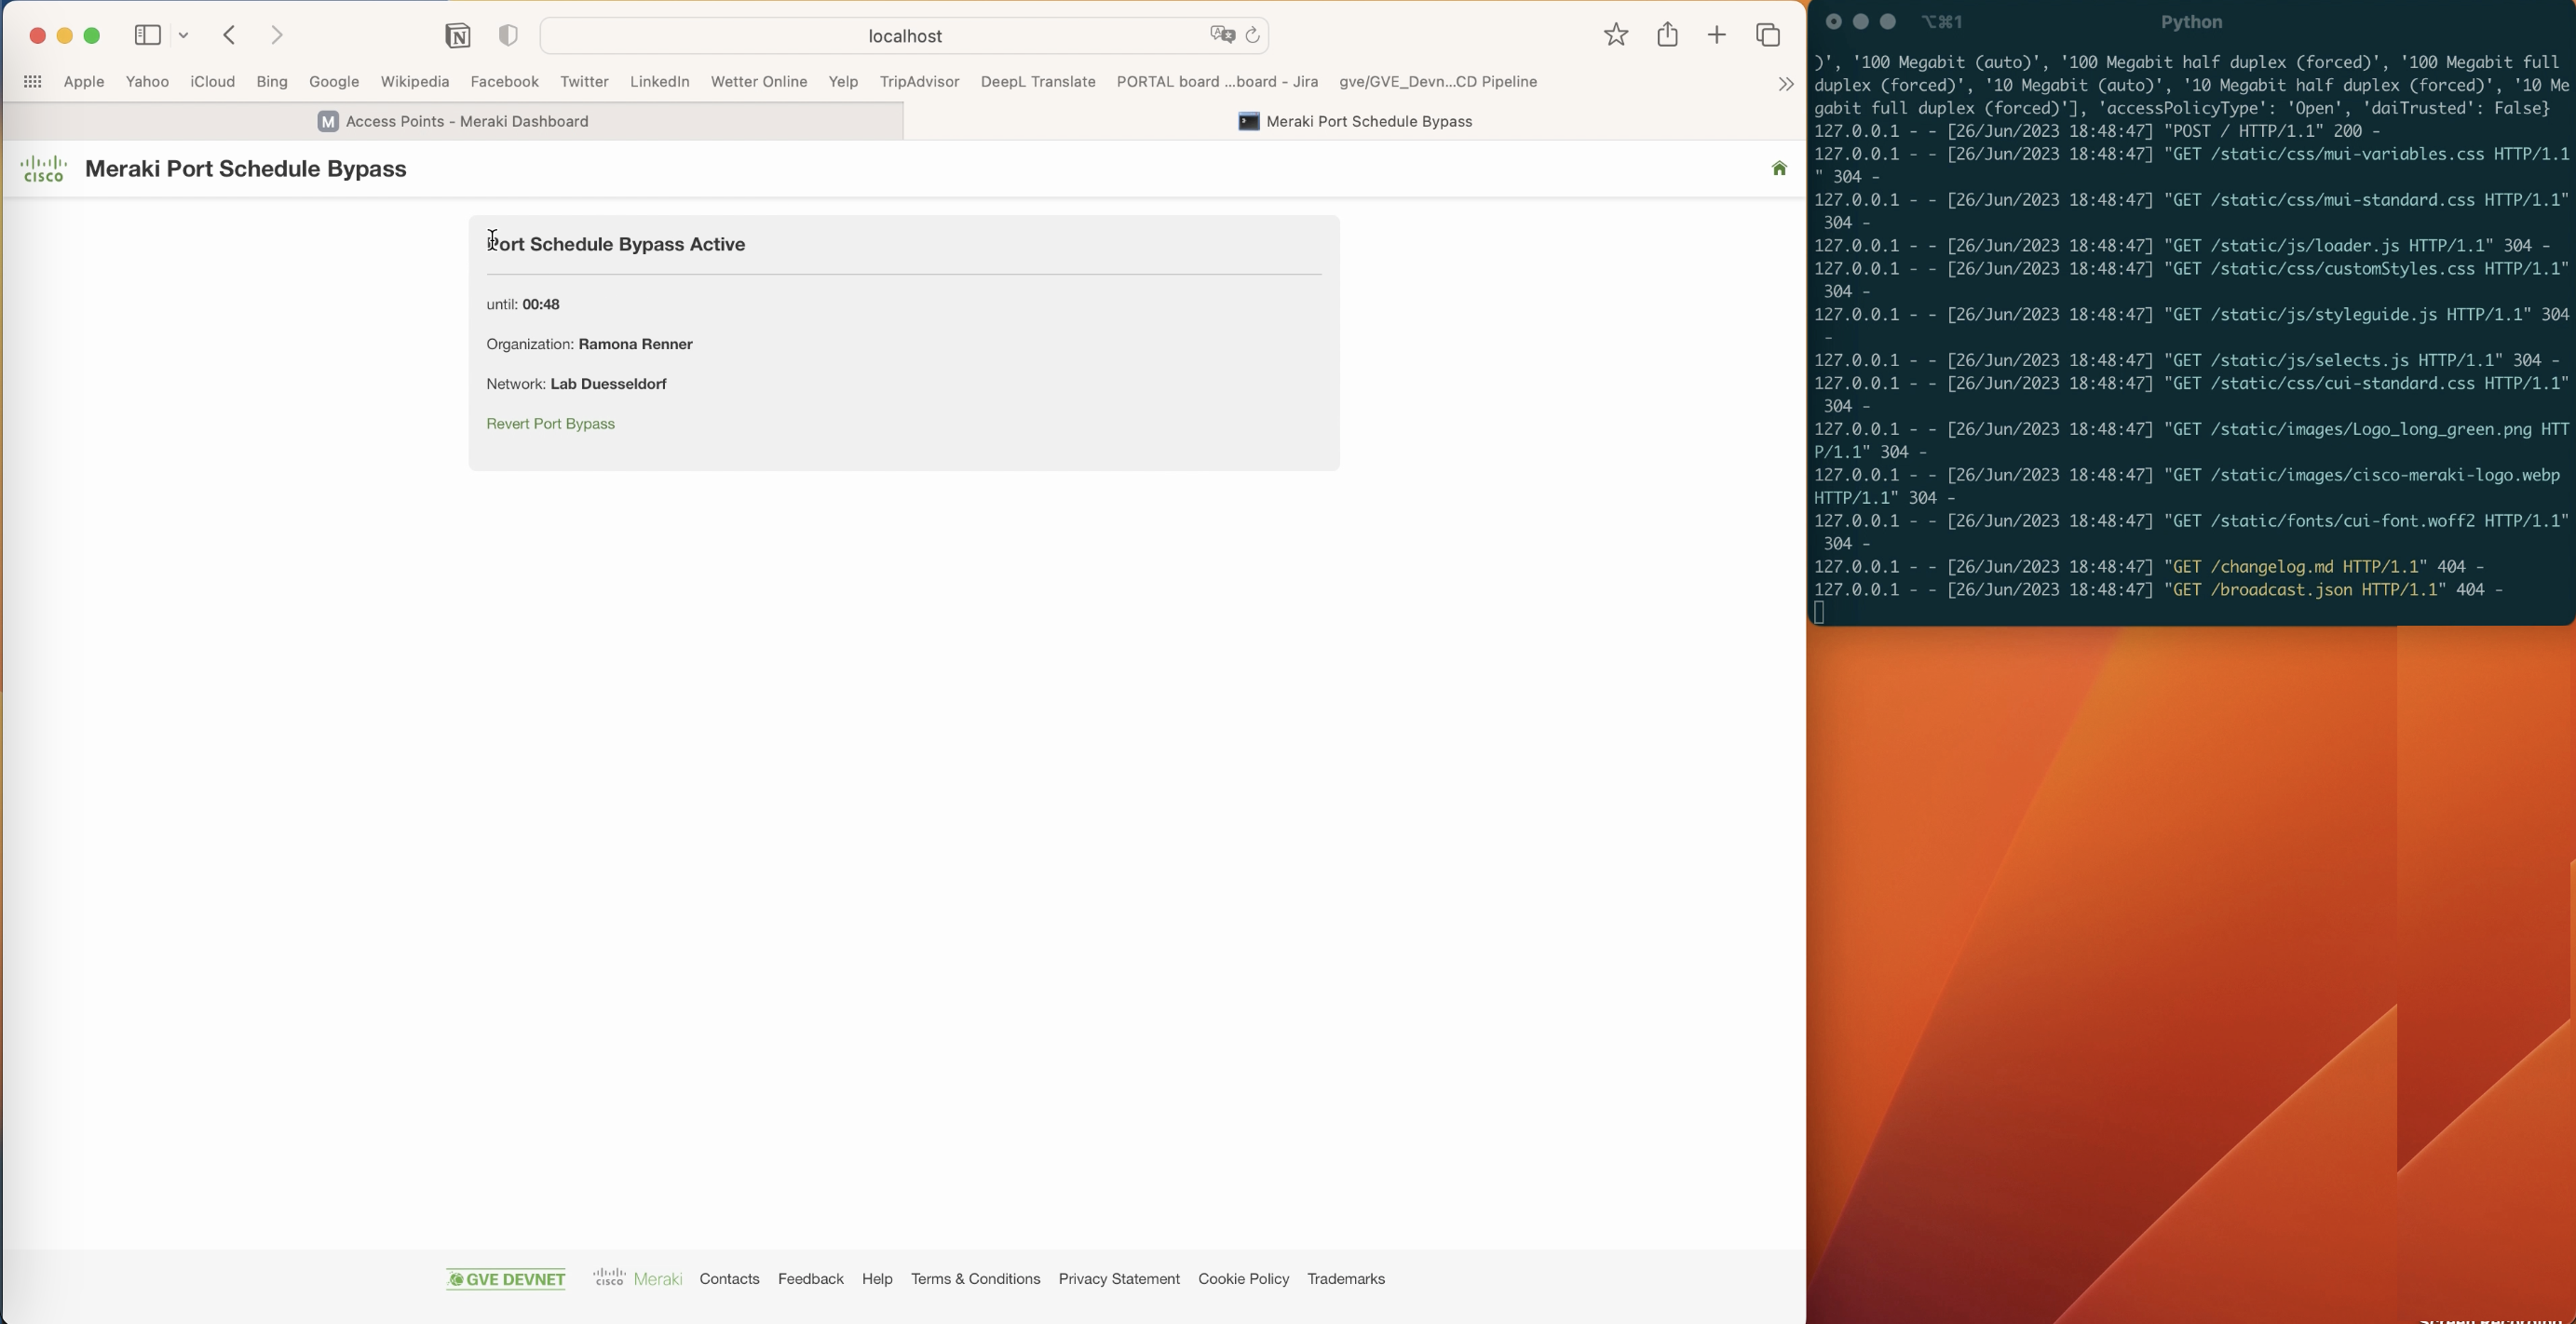 localhost
Apple Yahoo iCloud Bing Google Wikipedia Facebook Twitter LinkedIn Wetter Online Yelp TripAdvisor DeepL Translate PORTAL board ...board - Jira gve/GVE_Devn...CD Pipeline
Access Points - Meraki Dashboard
Meraki Port Schedule Bypass
CISCO
Meraki Port Schedule Bypass
Port Schedule Bypass Active
until: 00:48
Organization: Ramona Renner
Network: Lab Duesseldorf
Revert Port Bypass
GVE DEVNET CISCO Meraki Contacts Feedback Help Terms & Conditions Privacy Statement Cookie Policy Trademarks
⌥⌘1 Python
)', '100 Megabit (auto)', '100 Megabit half duplex (forced)', '100 Megabit full
duplex (forced)', '10 Megabit (auto)', '10 Megabit half duplex (forced)', '10 Me
gabit full duplex (forced)'], 'accessPolicyType': 'Open', 'daiTrusted': False}
127.0.0.1 - - [26/Jun/2023 18:48:47] "POST / HTTP/1.1" 200 -
127.0.0.1 - - [26/Jun/2023 18:48:47] "GET /static/css/mui-variables.css HTTP/1.1
" 304 -
127.0.0.1 - - [26/Jun/2023 18:48:47] "GET /static/css/mui-standard.css HTTP/1.1"
304 -
127.0.0.1 - - [26/Jun/2023 18:48:47] "GET /static/js/loader.js HTTP/1.1" 304 -
127.0.0.1 - - [26/Jun/2023 18:48:47] "GET /static/css/customStyles.css HTTP/1.1"
304 -
127.0.0.1 - - [26/Jun/2023 18:48:47] "GET /static/js/styleguide.js HTTP/1.1" 304
-
127.0.0.1 - - [26/Jun/2023 18:48:47] "GET /static/js/selects.js HTTP/1.1" 304 -
127.0.0.1 - - [26/Jun/2023 18:48:47] "GET /static/css/cui-standard.css HTTP/1.1"
304 -
127.0.0.1 - - [26/Jun/2023 18:48:47] "GET /static/images/Logo_long_green.png HTT
P/1.1" 304 -
127.0.0.1 - - [26/Jun/2023 18:48:47] "GET /static/images/cisco-meraki-logo.webp
HTTP/1.1" 304 -
127.0.0.1 - - [26/Jun/2023 18:48:47] "GET /static/fonts/cui-font.woff2 HTTP/1.1"
304 -
127.0.0.1 - - [26/Jun/2023 18:48:47] "GET /changelog.md HTTP/1.1" 404 -
127.0.0.1 - - [26/Jun/2023 18:48:47] "GET /broadcast.json HTTP/1.1" 404 -